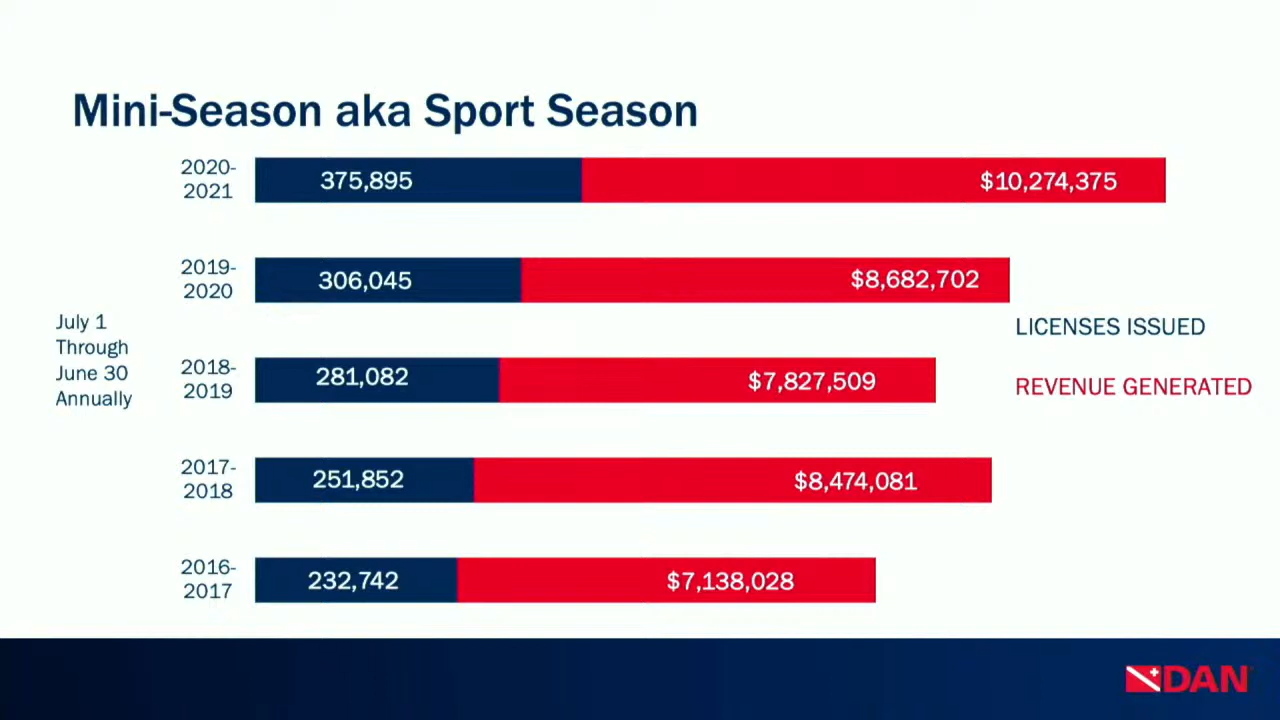 Mini-Season aka Sport Season
2020-
2021
375,895
$10,274,375
2019-
2020
306,045
$8,682,702
July 1
Through
June 30
Annually
LICENSES ISSUED
2018-
2019
281,082
$7,827,509
REVENUE GENERATED
2017-
2018
251,852
$8,474,081
2016-
2017
232,742
$7,138,028
DAN